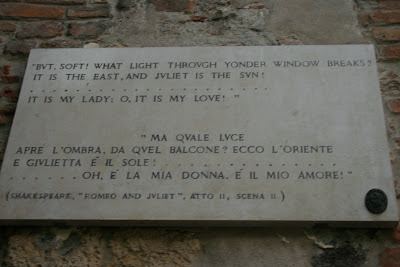 "BVT, SOFT! WHAT LIGHT THROVGH YONDER WINDOW BREAKS?
IT IS THE EAST, AND JVLIET IS THE SVN!
. . . . . . . . . . . . . . . . . . . . . .
IT IS MY LADY; O, IT IS MY LOVE! "
" MA QVALE LVCE
APRE L'OMBRA, DA QVEL BALCONE? ECCO L'ORIENTE
E GIVLIETTA É IL SOLE! . . . . . . . . . . . . . . . .
. . . . . . OH, É LA MIA DONNA, É IL MIO AMORE!"
(SHAKESPEARE, "ROMEO AND JVLIET", ATTO II, SCENA II)